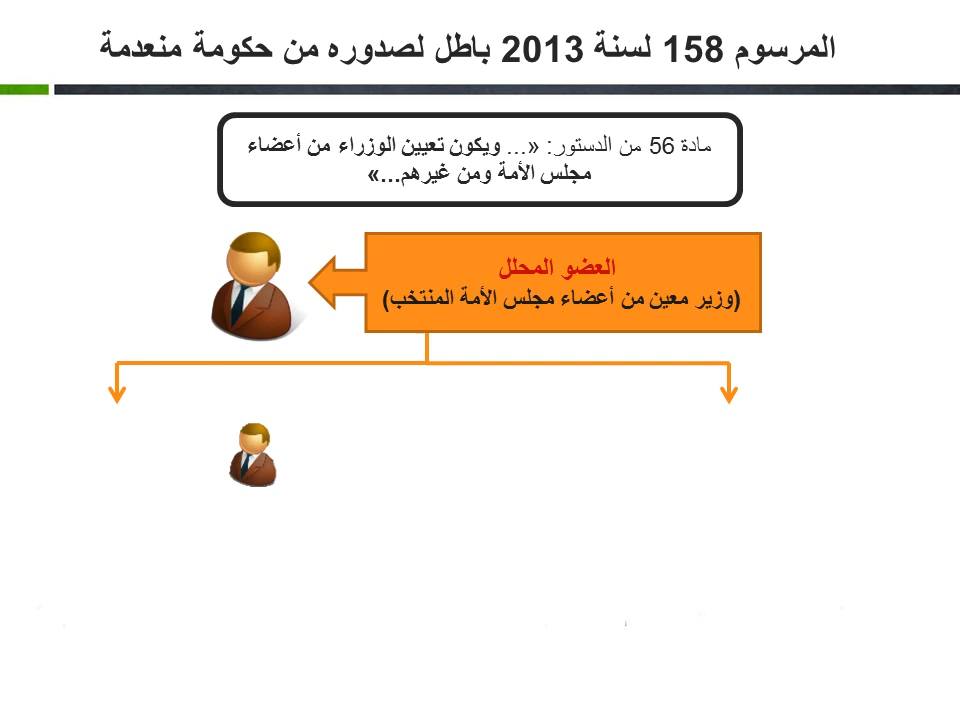 المرسوم 158 لسنة 2013 باطل لصدوره من حكومة منعدمة
مادة 56 من الدستور: «... ويكون تعيين الوزراء من أعضاء
مجلس الأمة ومن غيرهم...»
العضو المحلل
(وزير معين من أعضاء مجلس الأمة المنتخب)